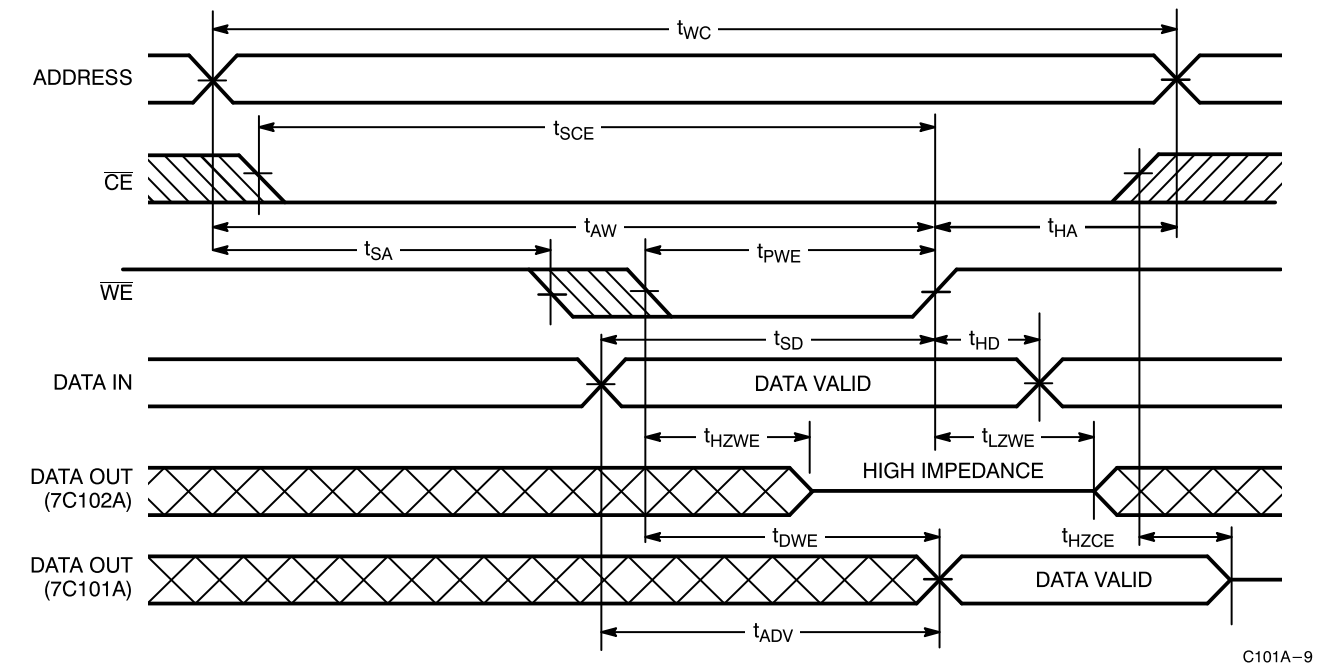 tWC
ADDRESS
tSCE
CE
tAW
tHA
tSA
tPWE
WE
tSD
tHD
DATA IN
DATA VALID
tHZWE
tLZWE
DATA OUT
(7C102A)
HIGH IMPEDANCE
tDWE
tHZCE
DATA OUT
(7C101A)
DATA VALID
tADV
C101A–9